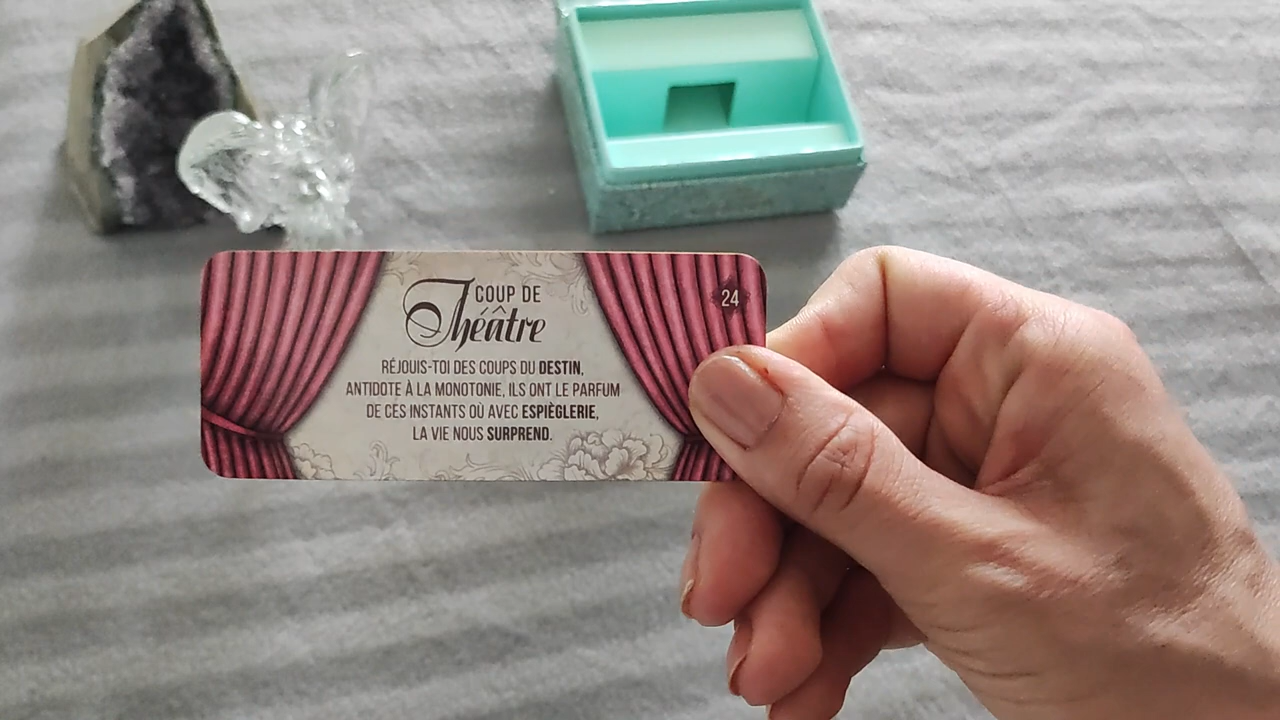 COUP DE
Théâtre
24
RÉJOUIS-TOI DES COUPS DU DESTIN,
ANTIDOTE À LA MONOTONIE, ILS ONT LE PARFUM
DE CES INSTANTS OÙ AVEC ESPIÈGLERIE,
LA VIE NOUS SURPREND.